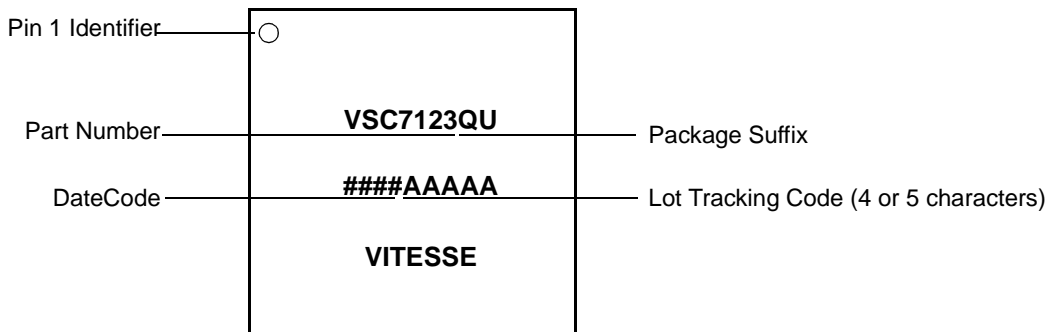 Pin 1 Identifier
VSC7123QU
Part Number
Package Suffix
####AAAAA
DateCode
Lot Tracking Code (4 or 5 characters)
VITESSE